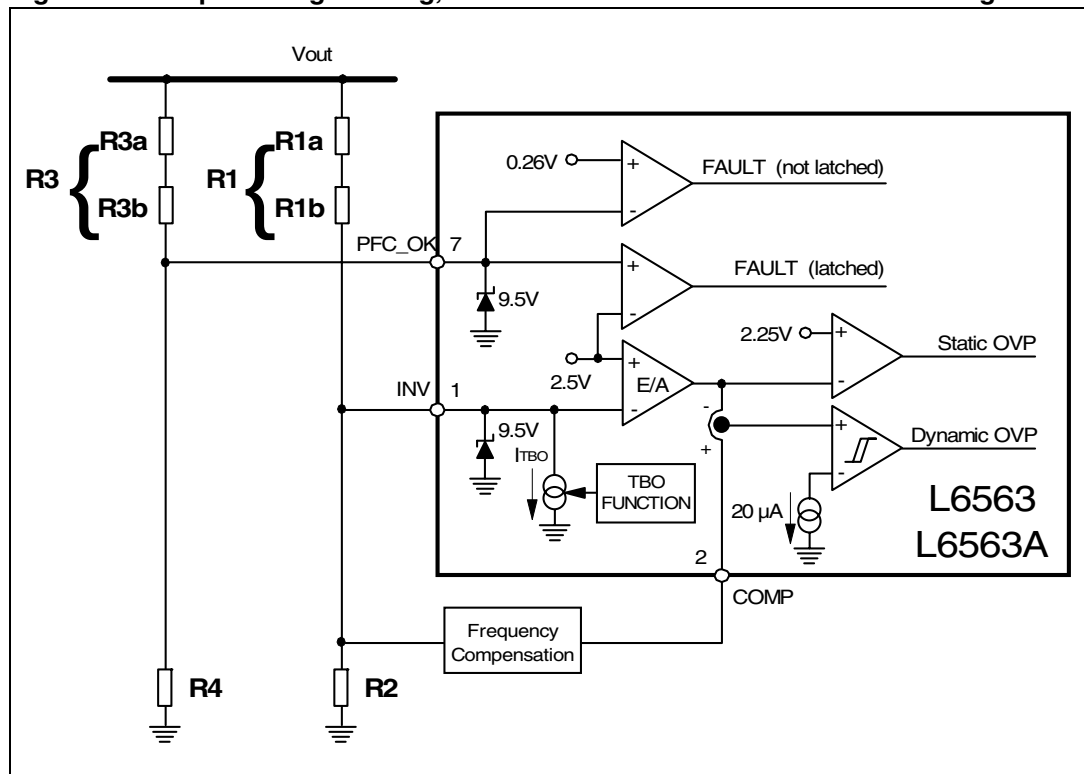 Vout
R3a
R1a
R3
R1
R3b
R1b
0.26V
+
-
FAULT (not latched)
PFC_OK
7
9.5V
+
-
FAULT (latched)
2.5V
+
E/A
-
2.25V
+
-
Static OVP
INV
1
9.5V
ITBO
TBO
FUNCTION
-
+
+
-
Dynamic OVP
20 µA
L6563
L6563A
2
COMP
Frequency
Compensation
R4
R2